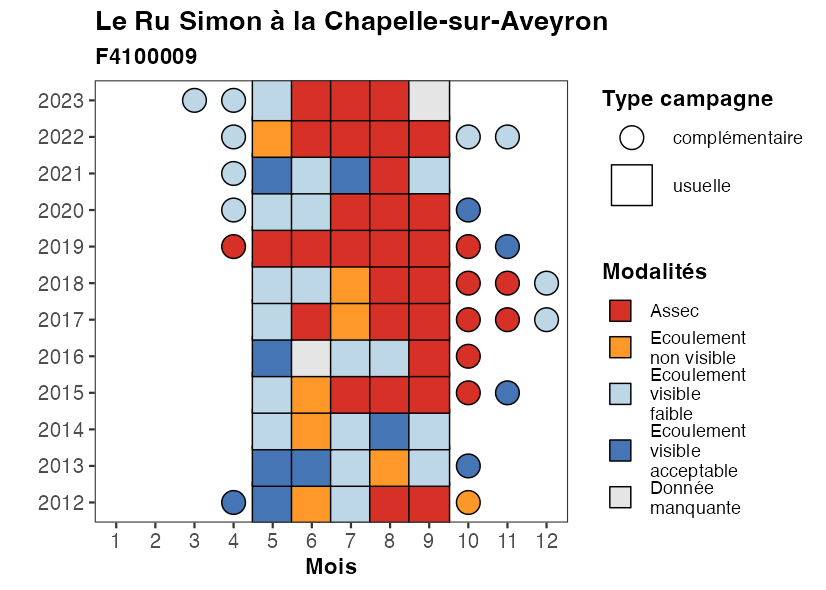 Le Ru Simon à la Chapelle-sur-Aveyron
F4100009
2023
2022
2021
2020
2019
2018
2017
2016
2015
2014
2013
2012
1 2 3 4 5 6 7 8 9 10 11 12
Mois
Type campagne
complémentaire
usuelle
Modalités
Assec
Ecoulement
non visible
Ecoulement
visible
faible
Ecoulement
visible
acceptable
Donnée
manquante